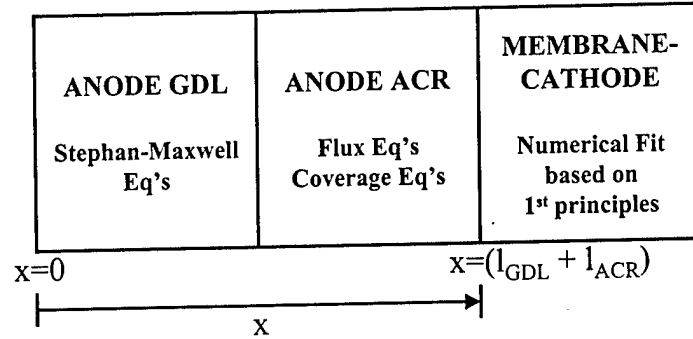 ANODE GDL
Stephan-Maxwell
Eq's
ANODE ACR
Flux Eq's
Coverage Eq's
MEMBRANE-
CATHODE
Numerical Fit
based on
1st principles
x=0
x=(lGDL + lACR)
x